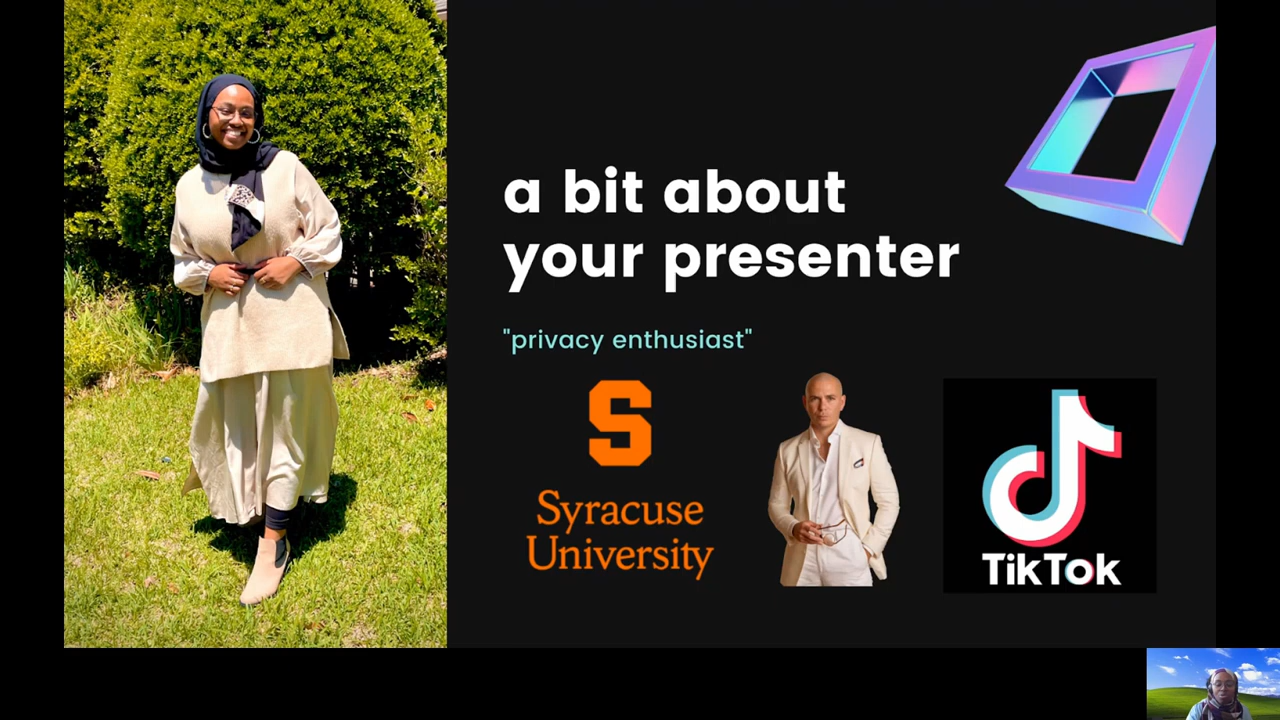 a bit about
your presenter
"privacy enthusiast"
S
Syracuse
University
TikTok